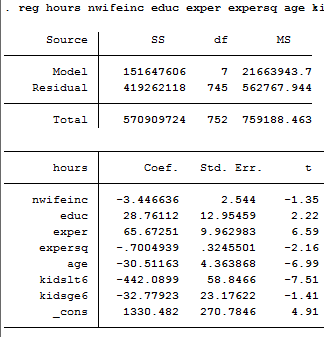 . reg hours nwifeinc educ exper expersq age ki
Source SS df MS
Model 151647606 7 21663943.7
Residual 419262118 745 562767.944
Total 570909724 752 759188.463
hours Coef. Std. Err. t
nwifeinc -3.446636 2.544 -1.35
educ 28.76112 12.95459 2.22
exper 65.67251 9.962983 6.59
expersq -.7004939 .3245501 -2.16
age -30.51163 4.363868 -6.99
kidslt6 -442.0899 58.8466 -7.51
kidsge6 -32.77923 23.17622 -1.41
_cons 1330.482 270.7846 4.91